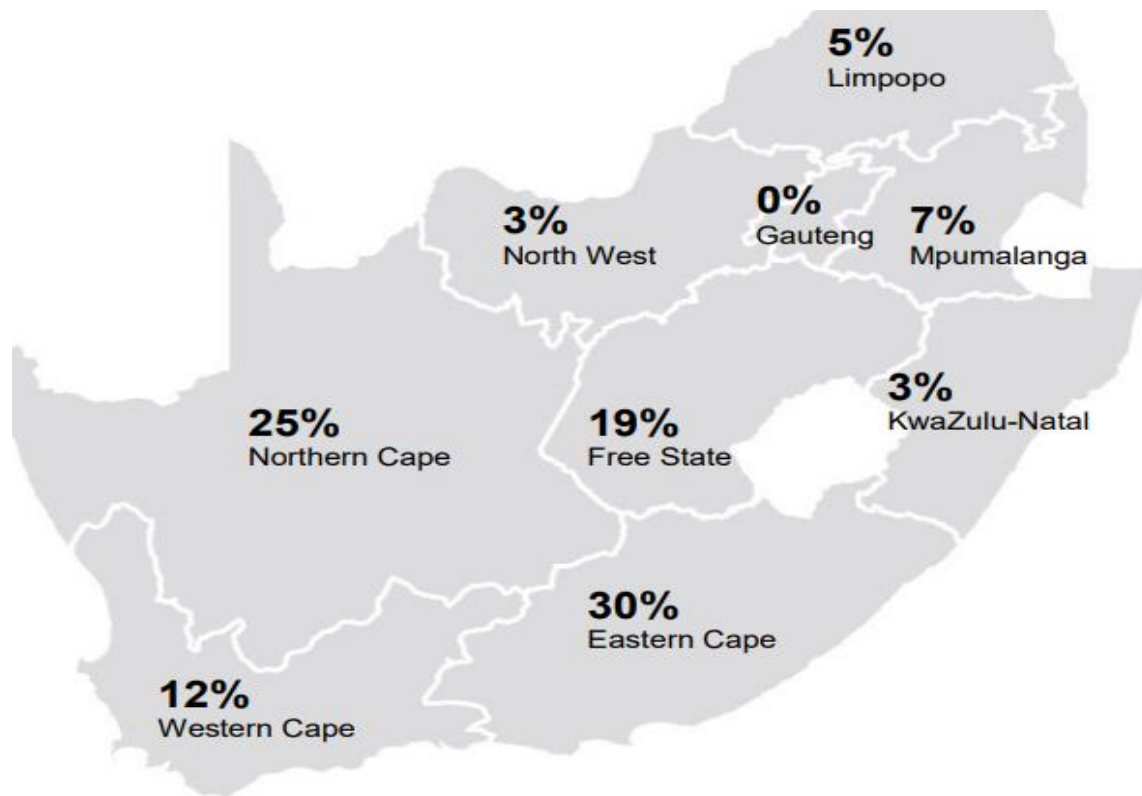 5%
Limpopo
3%
North West
0%
Gauteng
7%
Mpumalanga
25%
Northern Cape
19%
Free State
3%
KwaZulu-Natal
30%
Eastern Cape
12%
Western Cape